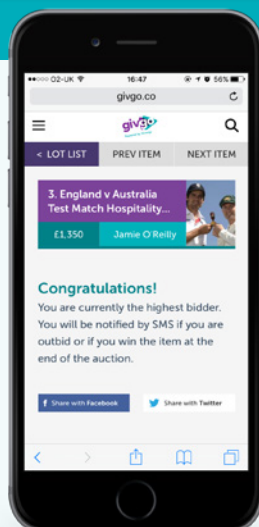 O2-UK 16:47 56%
givgo.co
givgo
< LOT LIST PREV ITEM NEXT ITEM
3. England v Australia
Test Match Hospitality...
£1,350 Jamie O'Reilly
Congratulations!
You are currently the highest bidder.
You will be notified by SMS if you are
outbid or if you win the item at the
end of the auction.
f Share with Facebook Share with Twitter